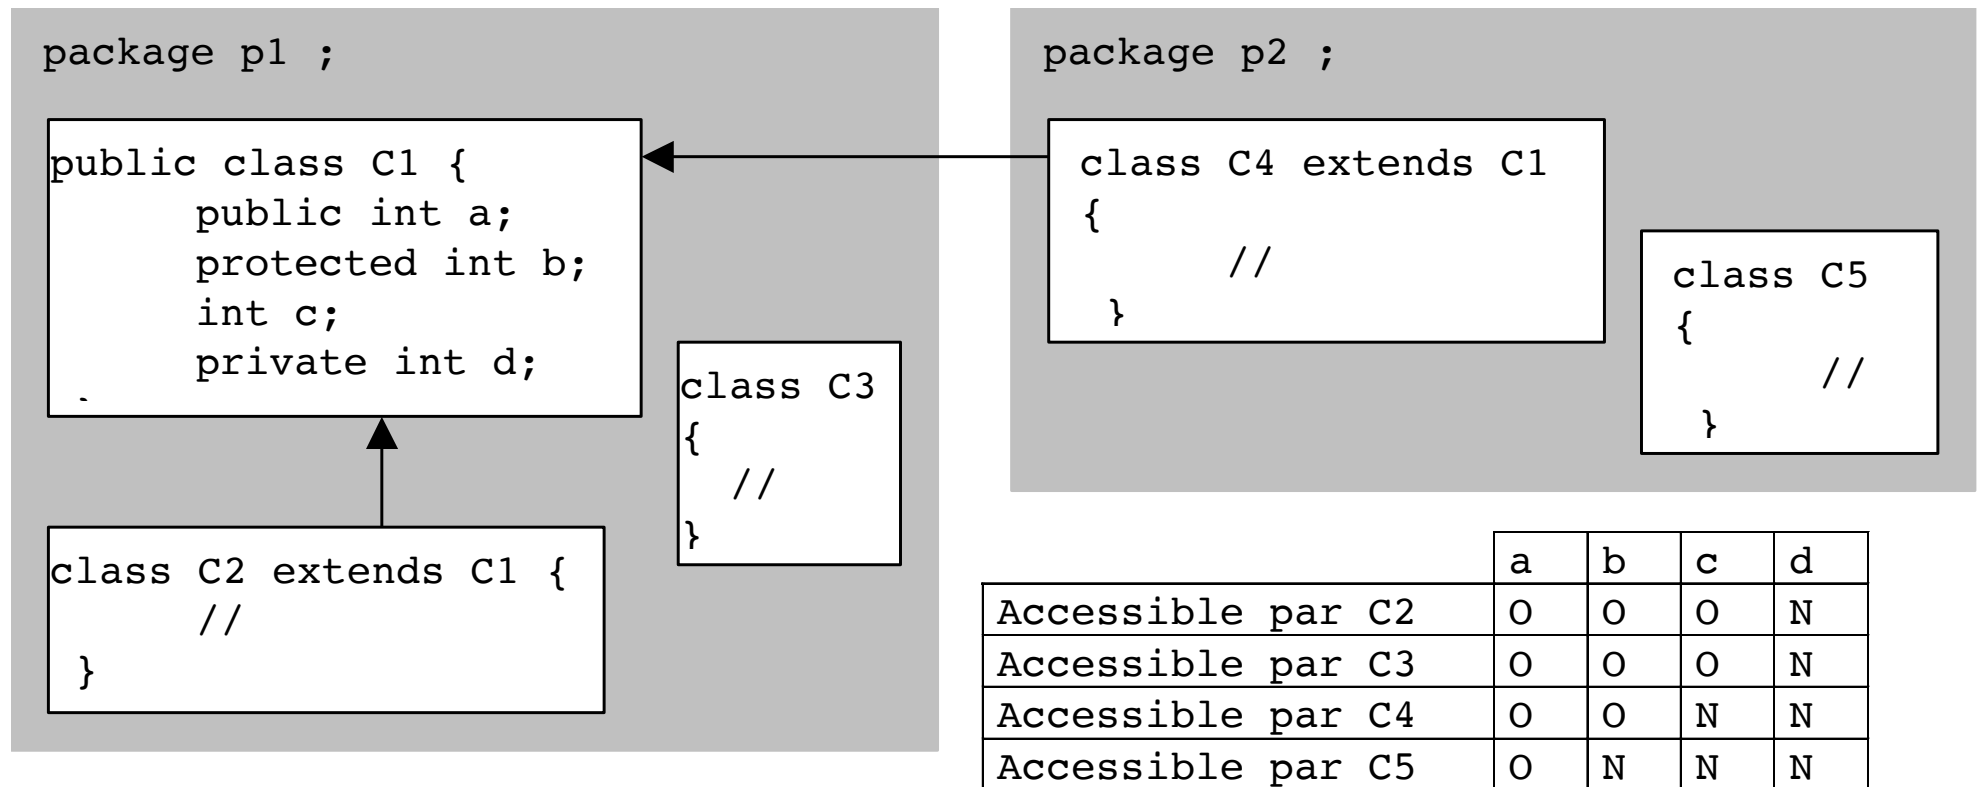 package p1 ;
public class C1 {
public int a;
protected int b;
int c;
private int d;
class C3
{
//
}
class C2 extends C1 {
//
}
package p2 ;
class C4 extends C1
{
//
}
class C5
{
//
}
a b c d
Accessible par C2 O O O N
Accessible par C3 O O O N
Accessible par C4 O O N N
Accessible par C5 O N N N